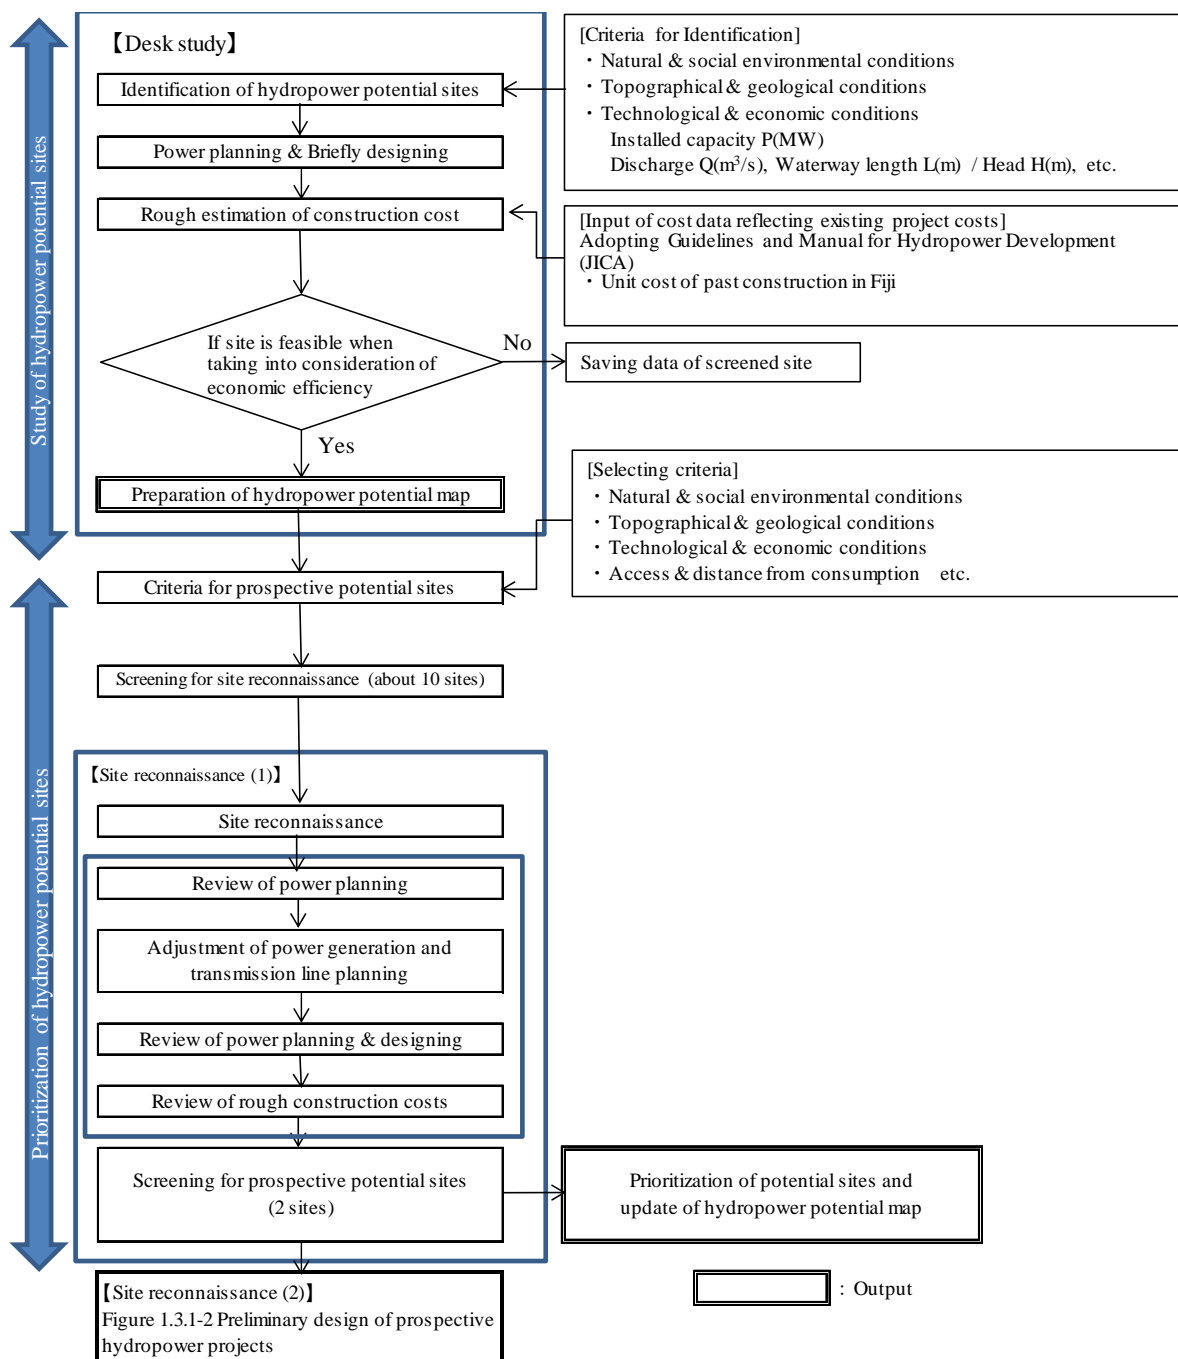 Study of hydropower potential sites
【Desk study】
Identification of hydropower potential sites
Power planning & Briefly designing
Rough estimation of construction cost
If site is feasible when
taking into consideration of
economic efficiency
No
Yes
Preparation of hydropower potential map
[Criteria for Identification]
・Natural & social environmental conditions
・Topographical & geological conditions
・Technological & economic conditions
Installed capacity P(MW)
Discharge Q(m³/s), Waterway length L(m) / Head H(m), etc.
[Input of cost data reflecting existing project costs]
Adopting Guidelines and Manual for Hydropower Development
(JICA)
・Unit cost of past construction in Fiji
Saving data of screened site
[Selecting criteria]
・Natural & social environmental conditions
・Topographical & geological conditions
・Technological & economic conditions
・Access & distance from consumption etc.
Prioritization of hydropower potential sites
Criteria for prospective potential sites
Screening for site reconnaissance (about 10 sites)
【Site reconnaissance (1)】
Site reconnaissance
Review of power planning
Adjustment of power generation and
transmission line planning
Review of power planning & designing
Review of rough construction costs
Screening for prospective potential sites
(2 sites)
Prioritization of potential sites and
update of hydropower potential map
: Output
【Site reconnaissance (2)】
Figure 1.3.1-2 Preliminary design of prospective
hydropower projects